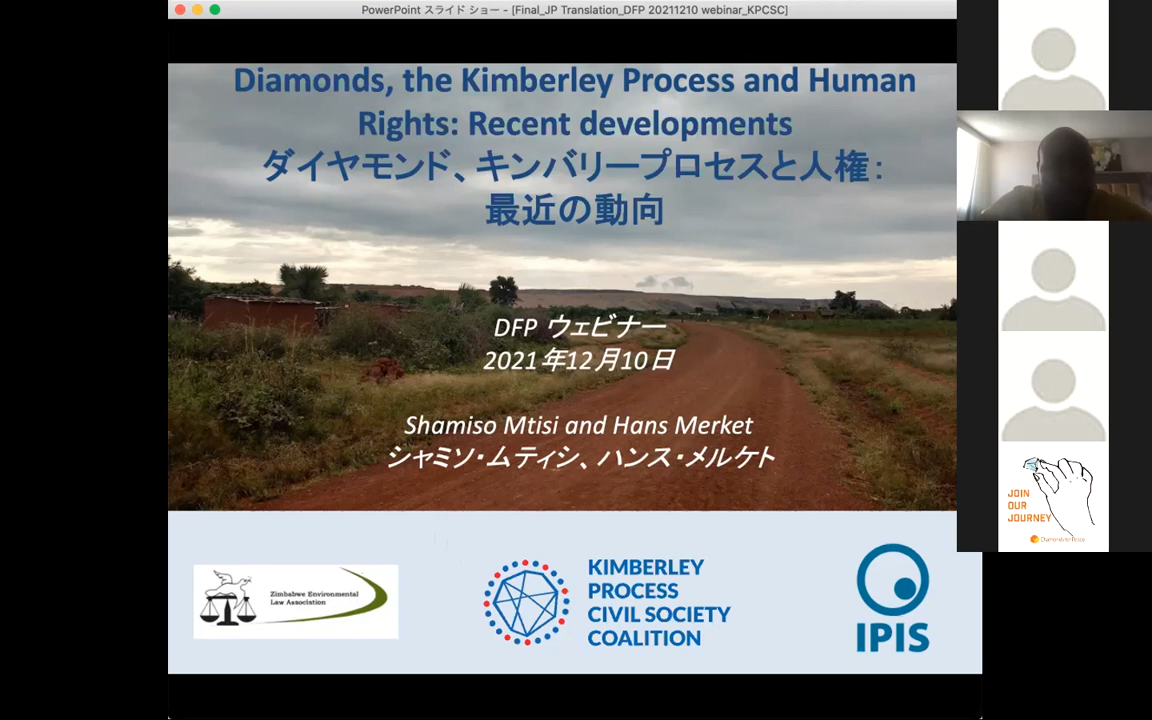 PowerPoint スライド ショー - [Final_JP Translation_DFP 20211210 webinar_KPCSC]
Diamonds, the Kimberley Process and Human
Rights: Recent developments
ダイヤモンド、キンバリープロセスと人権：
最近の動向
DFP ウェビナー
2021年12月10日
Shamiso Mtisi and Hans Merket
シャミソ・ムティシ、ハンス・メルケト
Zimbabwe Environmental
Law Association
KIMBERLEY
PROCESS
CIVIL SOCIETY
COALITION
IPIS
JOIN
OUR
JOURNEY
Diamonds for Peace